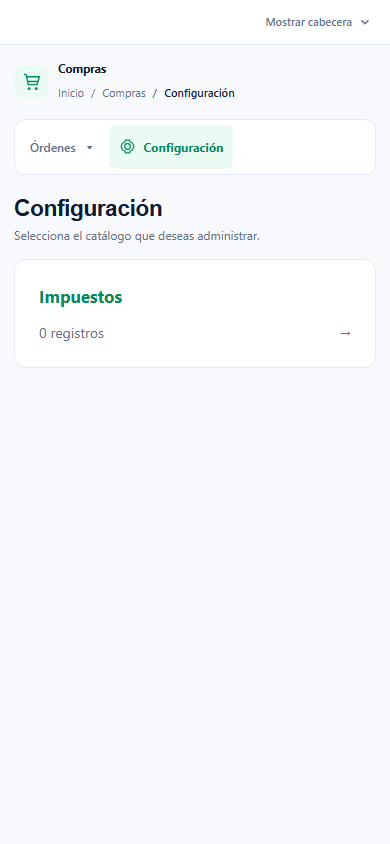 Mostrar cabecera
Compras
Inicio / Compras / Configuración
Órdenes Configuración
Configuración
Selecciona el catálogo que deseas administrar.
Impuestos
0 registros →